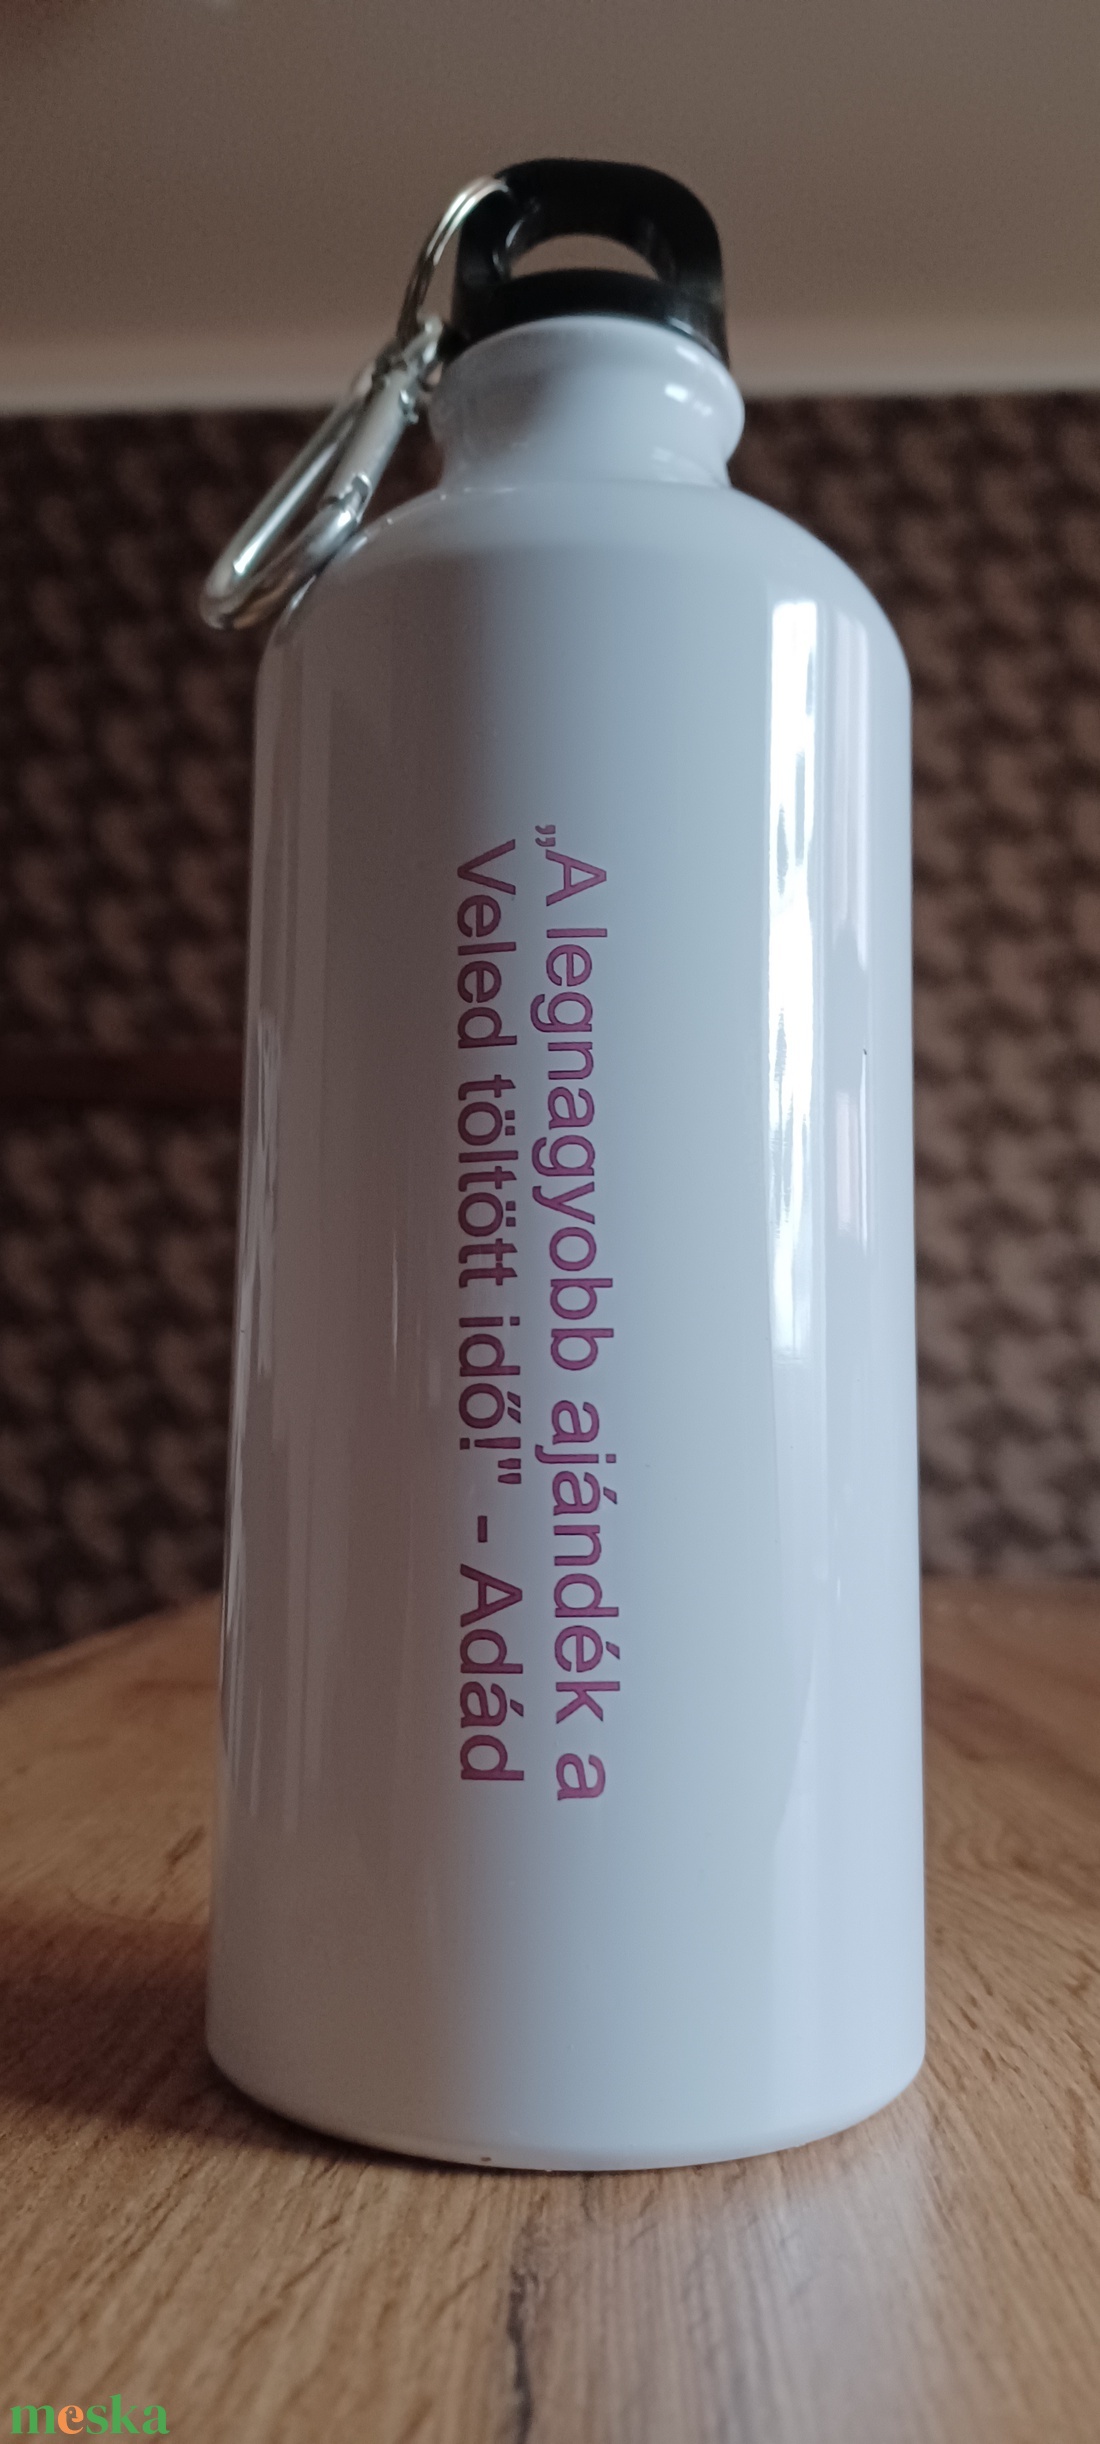 „A legnagyobb ajándék a
Veled töltött idő!" - Adád
meska